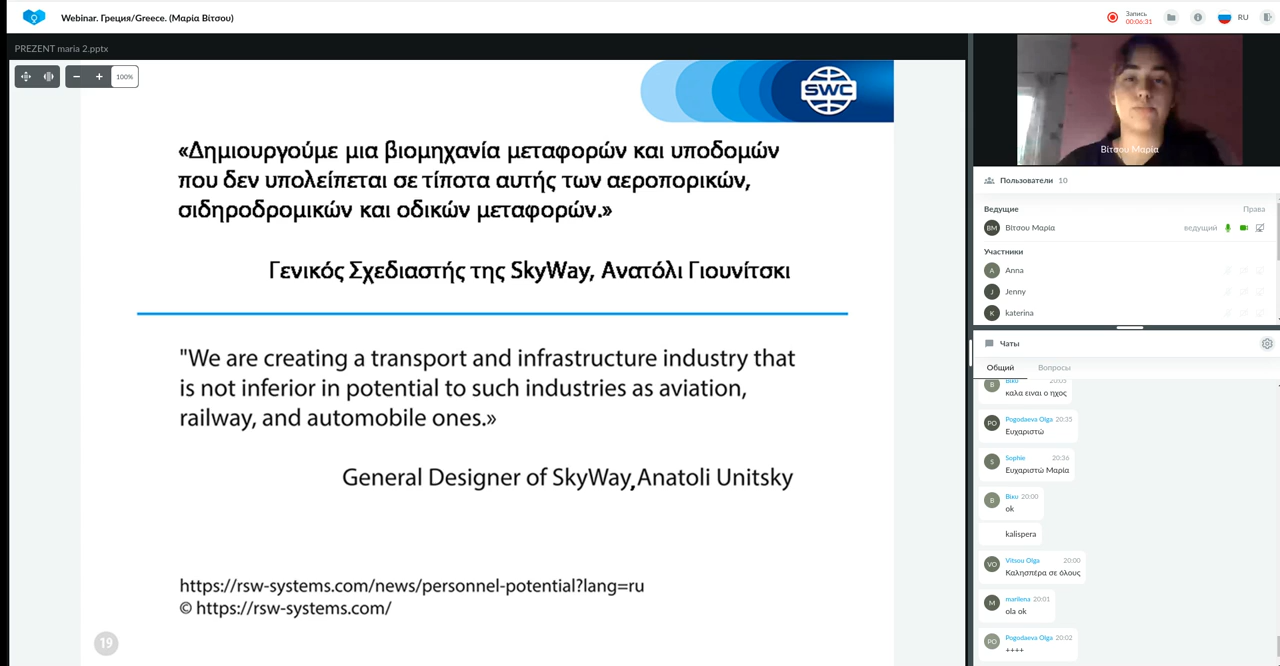 Webinar. Греция/Greece. (Μαρία Βίτσου)
Запись
00:06:31
RU
PREZENT maria 2.pptx
100%
SWC
«Δημιουργούμε μια βιομηχανία μεταφορών και υποδομών
που δεν υπολείπεται σε τίποτα αυτής των αεροπορικών,
σιδηροδρομικών και οδικών μεταφορών.»
Γενικός Σχεδιαστής της SkyWay, Ανατόλι Γιουνίτσκι
"We are creating a transport and infrastructure industry that
is not inferior in potential to such industries as aviation,
railway, and automobile ones.»
General Designer of SkyWay,Anatoli Unitsky
https://rsw-systems.com/news/personnel-potential?lang=ru
© https://rsw-systems.com/
19
Βίτσου Μαρία
Пользователи 10
Ведущие Права
ВМ Βίτσου Μαρία ведущий
Участники
A Anna
J Jenny
K katerina
Чаты
Общий Вопросы
B Βίκυ 20:05
καλα ειναι ο ηχος
PO Pogodaeva Olga 20:35
Ευχαριστώ
S Sophie 20:36
Ευχαριστώ Μαρία
B Βίκυ 20:00
ok
kalispera
VO Vitsou Olga 20:00
Καλησπέρα σε όλους
M marilena 20:01
ola ok
PO Pogodaeva Olga 20:02
++++